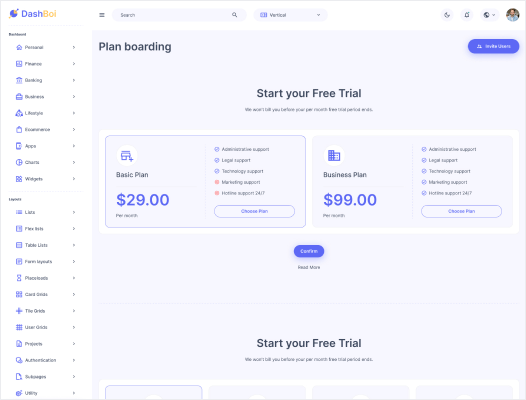 DashBoi
Search
Vertical
Dashboard
Personal
Finance
Banking
Business
Lifestyle
Ecommerce
Apps
Charts
Widgets
Layouts
Lists
Flex lists
Table Lists
Form layouts
Placeloads
Card Grids
Tile Grids
User Grids
Projects
Authentication
Subpages
Utility
Plan boarding
Invite Users
Start your Free Trial
We won't bill you before your per month free trial period ends.
Basic Plan
$29.00
Per month
Administrative support
Legal support
Technology support
Marketing support
Hotline support 24/7
Choose Plan
Business Plan
$99.00
Per month
Administrative support
Legal support
Technology support
Marketing support
Hotline support 24/7
Choose Plan
Confirm
Read More
Start your Free Trial
We won't bill you before your per month free trial period ends.